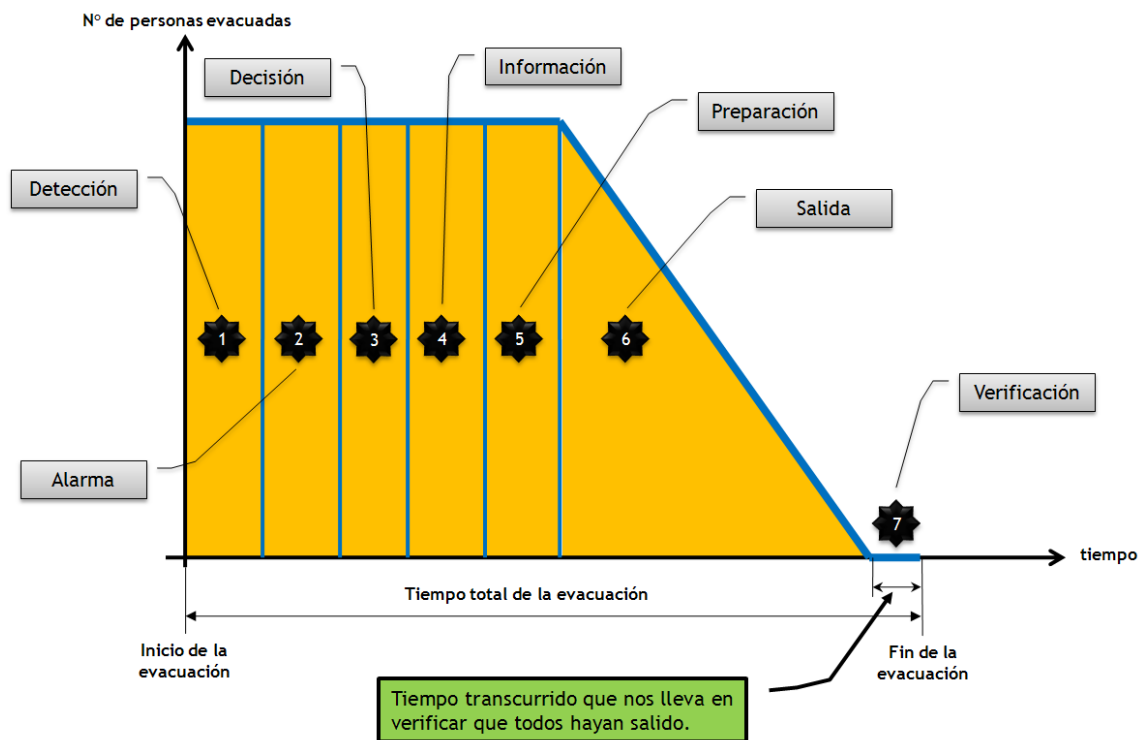 Nº de personas evacuadas
Decisión
Información
Preparación
Detección
Salida
1
2
3
4
5
6
Verificación
Alarma
7
tiempo
Tiempo total de la evacuación
Inicio de la
evacuación
Fin de la
evacuación
Tiempo transcurrido que nos lleva en
verificar que todos hayan salido.